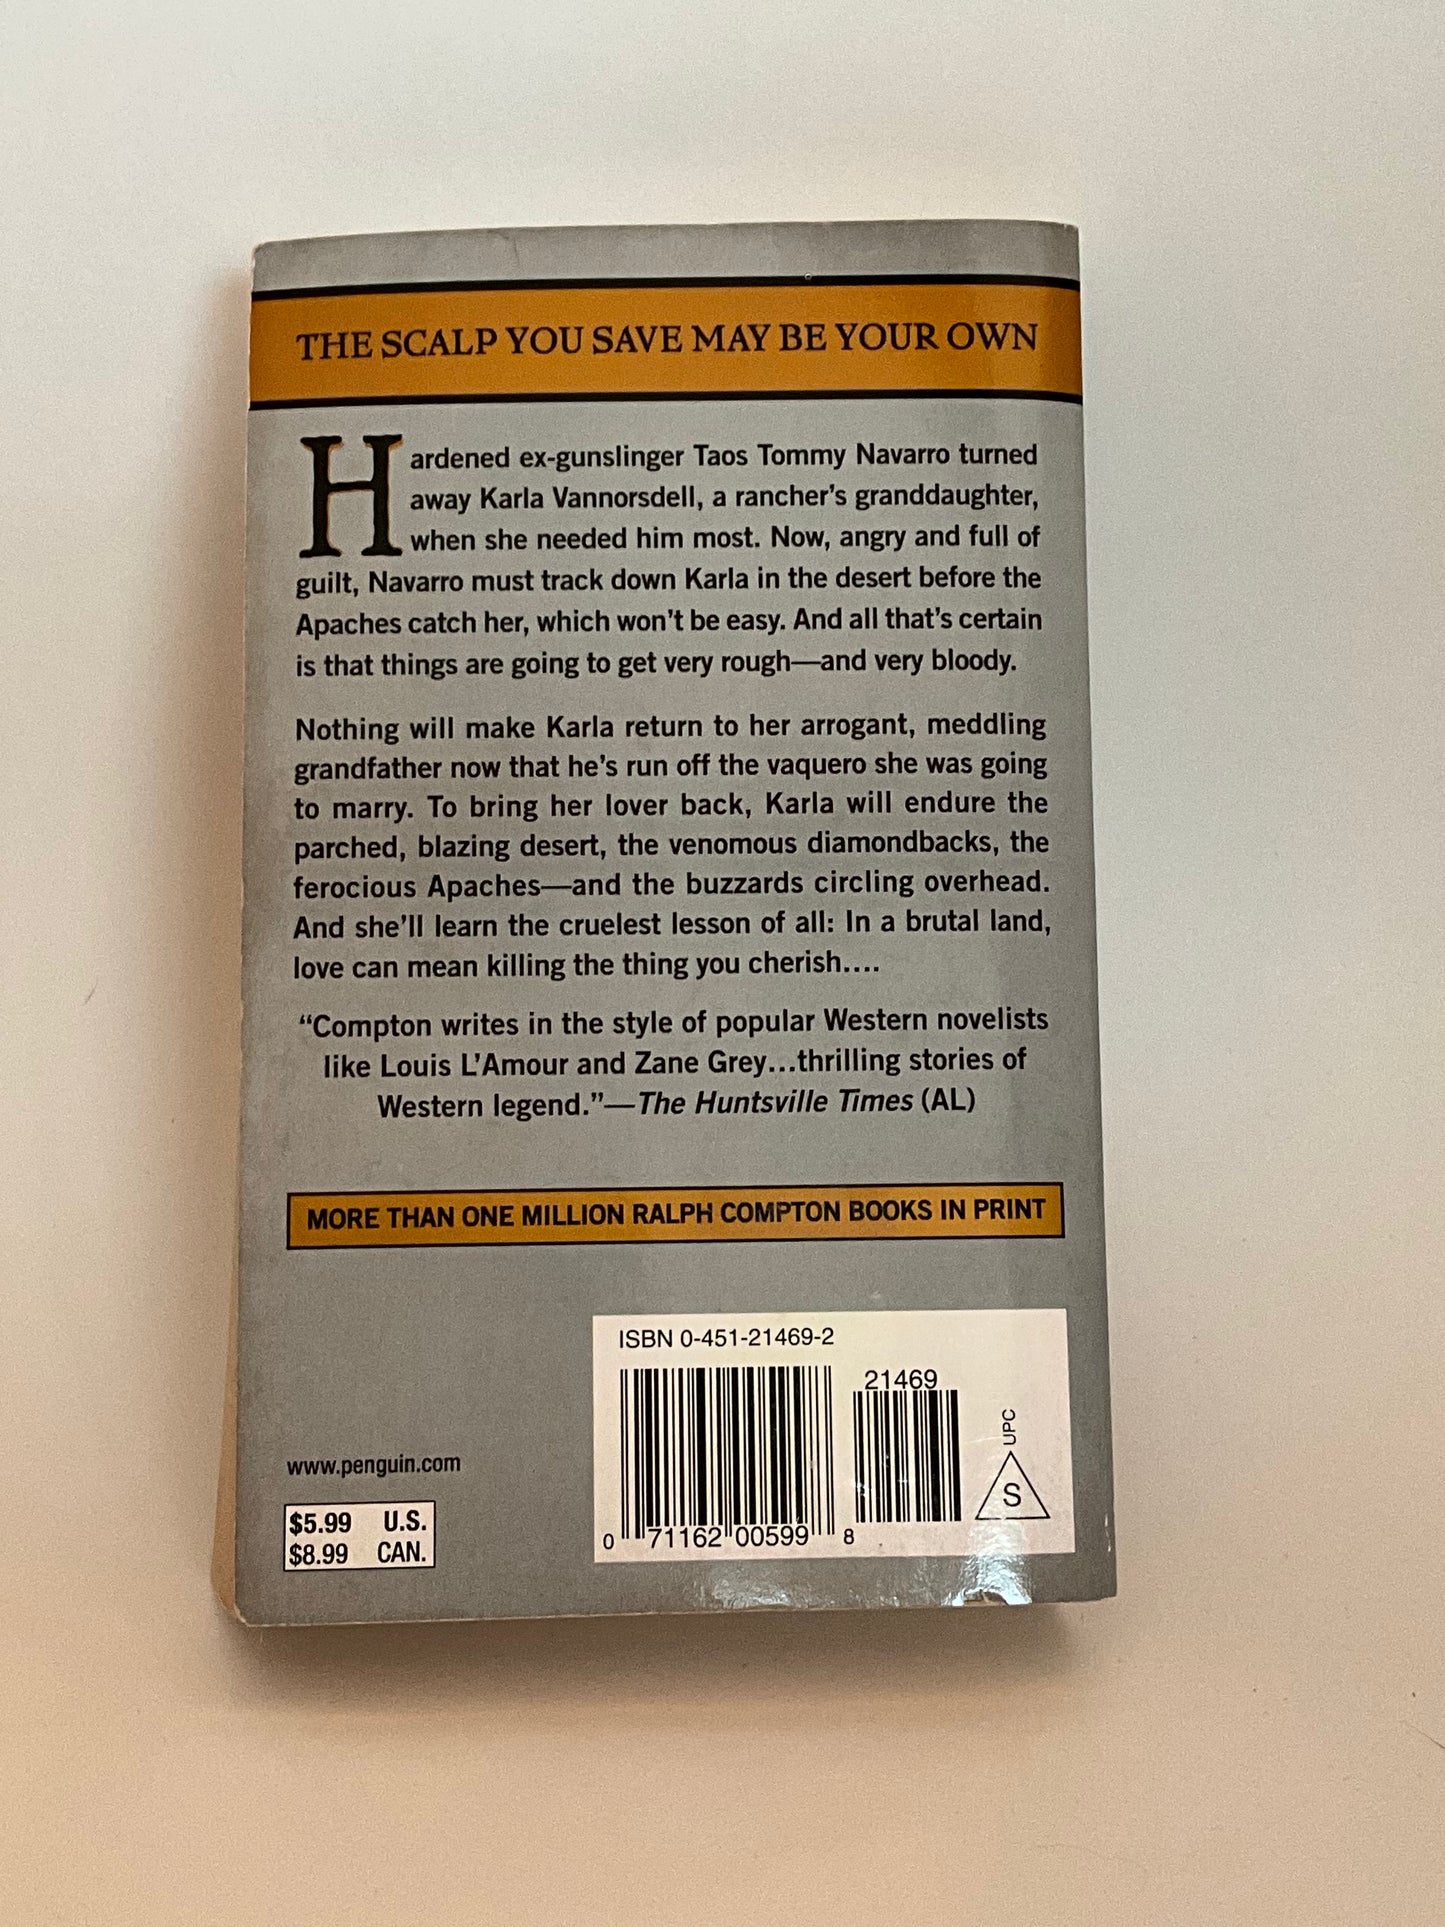 THE SCALP YOU SAVE MAY BE YOUR OWN
Hardened ex-gunslinger Taos Tommy Navarro turned
away Karla Vannorsdell, a rancher's granddaughter,
when she needed him most. Now, angry and full of
guilt, Navarro must track down Karla in the desert before the
Apaches catch her, which won't be easy. And all that's certain
is that things are going to get very rough—and very bloody.
Nothing will make Karla return to her arrogant, meddling
grandfather now that he's run off the vaquero she was going
to marry. To bring her lover back, Karla will endure the
parched, blazing desert, the venomous diamondbacks, the
ferocious Apaches—and the buzzards circling overhead.
And she'll learn the cruelest lesson of all: In a brutal land,
love can mean killing the thing you cherish....
“Compton writes in the style of popular Western novelists
like Louis L'Amour and Zane Grey...thrilling stories of
Western legend.”—The Huntsville Times (AL)
MORE THAN ONE MILLION RALPH COMPTON BOOKS IN PRINT
ISBN 0-451-21469-2
21469
UPC
S
0 71162 00599 8
www.penguin.com
$5.99 U.S.
$8.99 CAN.